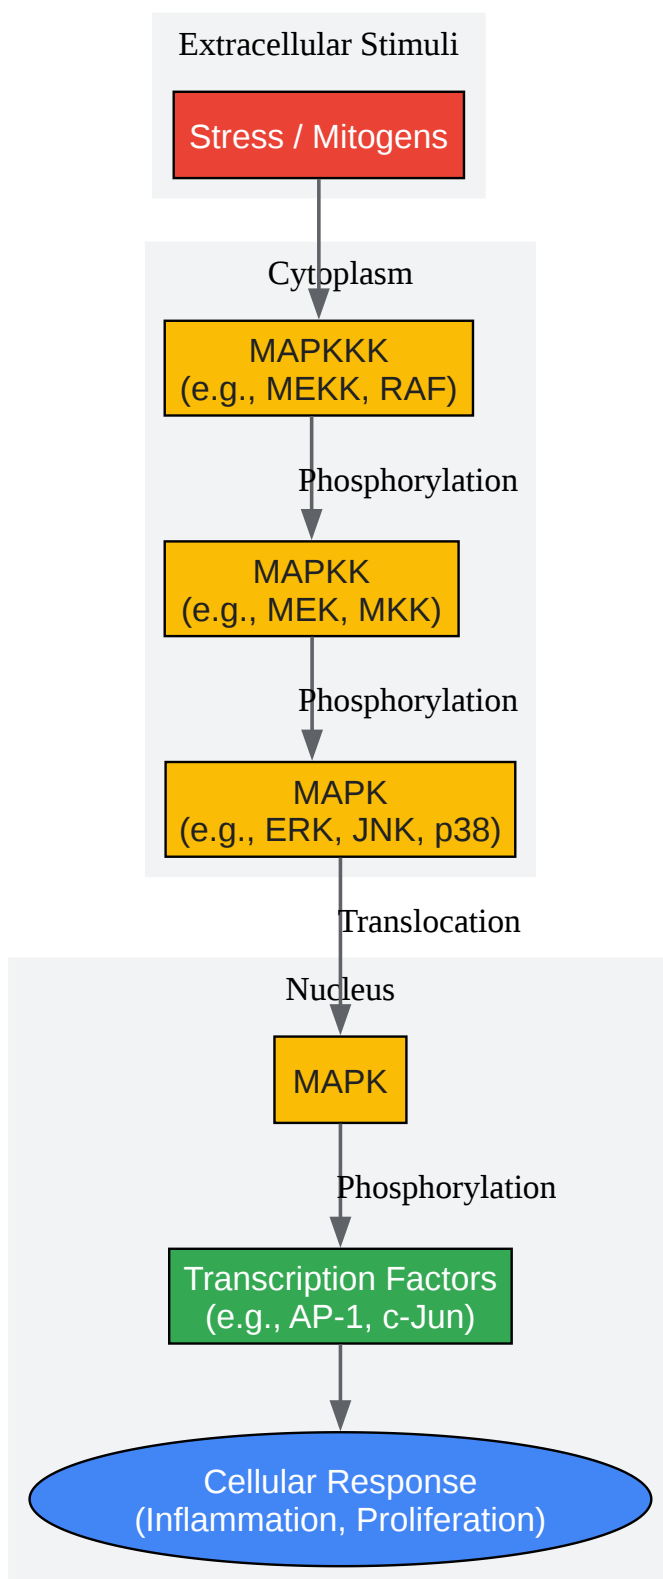 Extracellular Stimuli
Stress / Mitogens
Cytoplasm
MAPKKK
(e.g., MEKK, RAF)
Phosphorylation
MAPKK
(e.g., MEK, MKK)
Phosphorylation
MAPK
(e.g., ERK, JNK, p38)
Translocation
Nucleus
MAPK
Phosphorylation
Transcription Factors
(e.g., AP-1, c-Jun)
Cellular Response
(Inflammation, Proliferation)